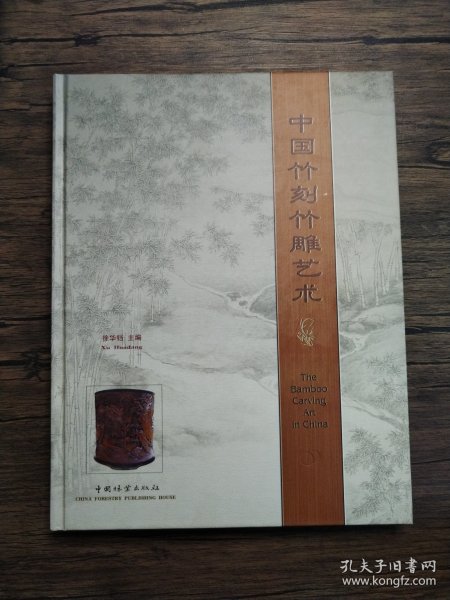 中国竹刻竹雕艺术
The
Bamboo
Carving
Art
in China
徐华铛 主编
Xu Huadang
中国林业出版社
CHINA FORESTRY PUBLISHING HOUSE
孔夫子旧书网
www.kongfz.com